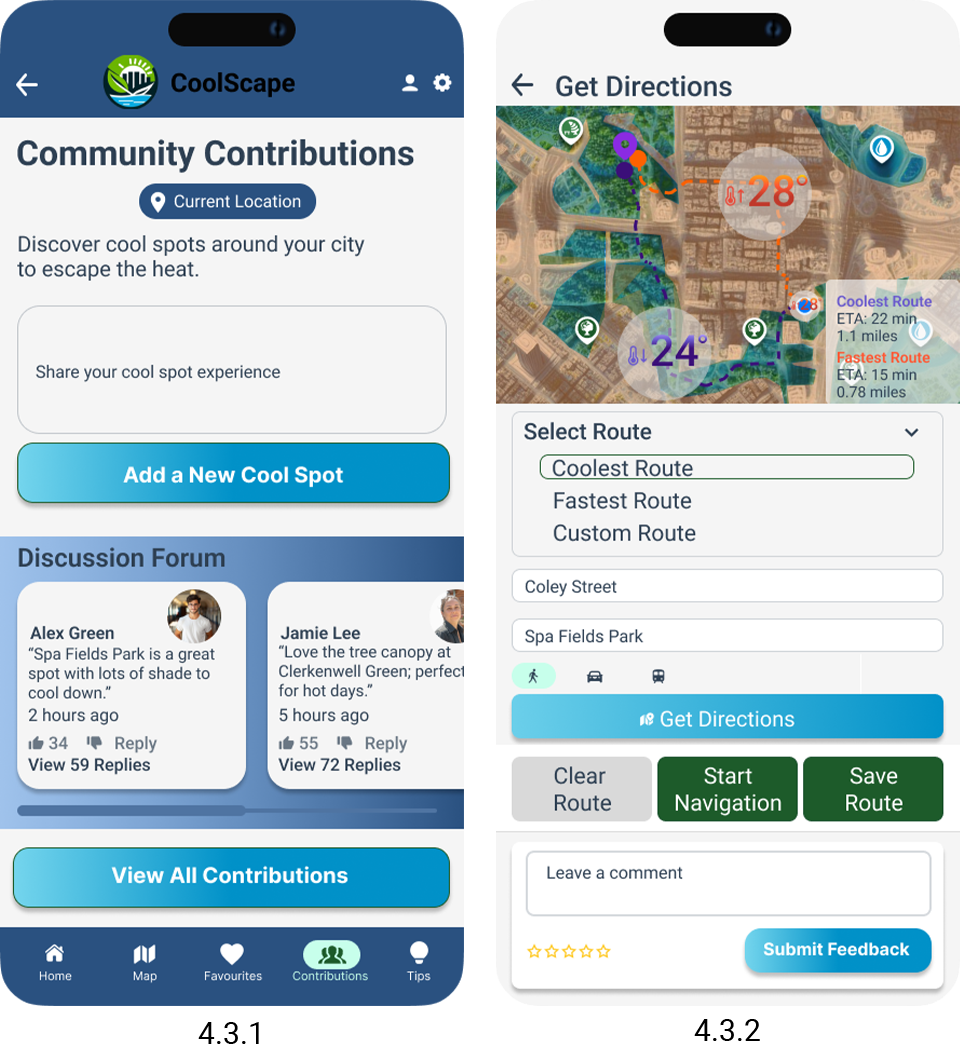 CoolScape
Community Contributions
Current Location
Discover cool spots around your city
to escape the heat.
Share your cool spot experience
Add a New Cool Spot
Discussion Forum
Alex Green
“Spa Fields Park is a great
spot with lots of shade to
cool down.”
2 hours ago
34 Reply
View 59 Replies
Jamie Lee
“Love the tree canopy at
Clerkenwell Green; perfect
for hot days.”
5 hours ago
55 Reply
View 72 Replies
View All Contributions
Home
Map
Favourites
Contributions
Tips
4.3.1
Get Directions
28°
24°
Coolest Route
ETA: 22 min
1.1 miles
Fastest Route
ETA: 15 min
0.78 miles
Select Route
Coolest Route
Fastest Route
Custom Route
Coley Street
Spa Fields Park
Get Directions
Clear
Route
Start
Navigation
Save
Route
Leave a comment
Submit Feedback
4.3.2